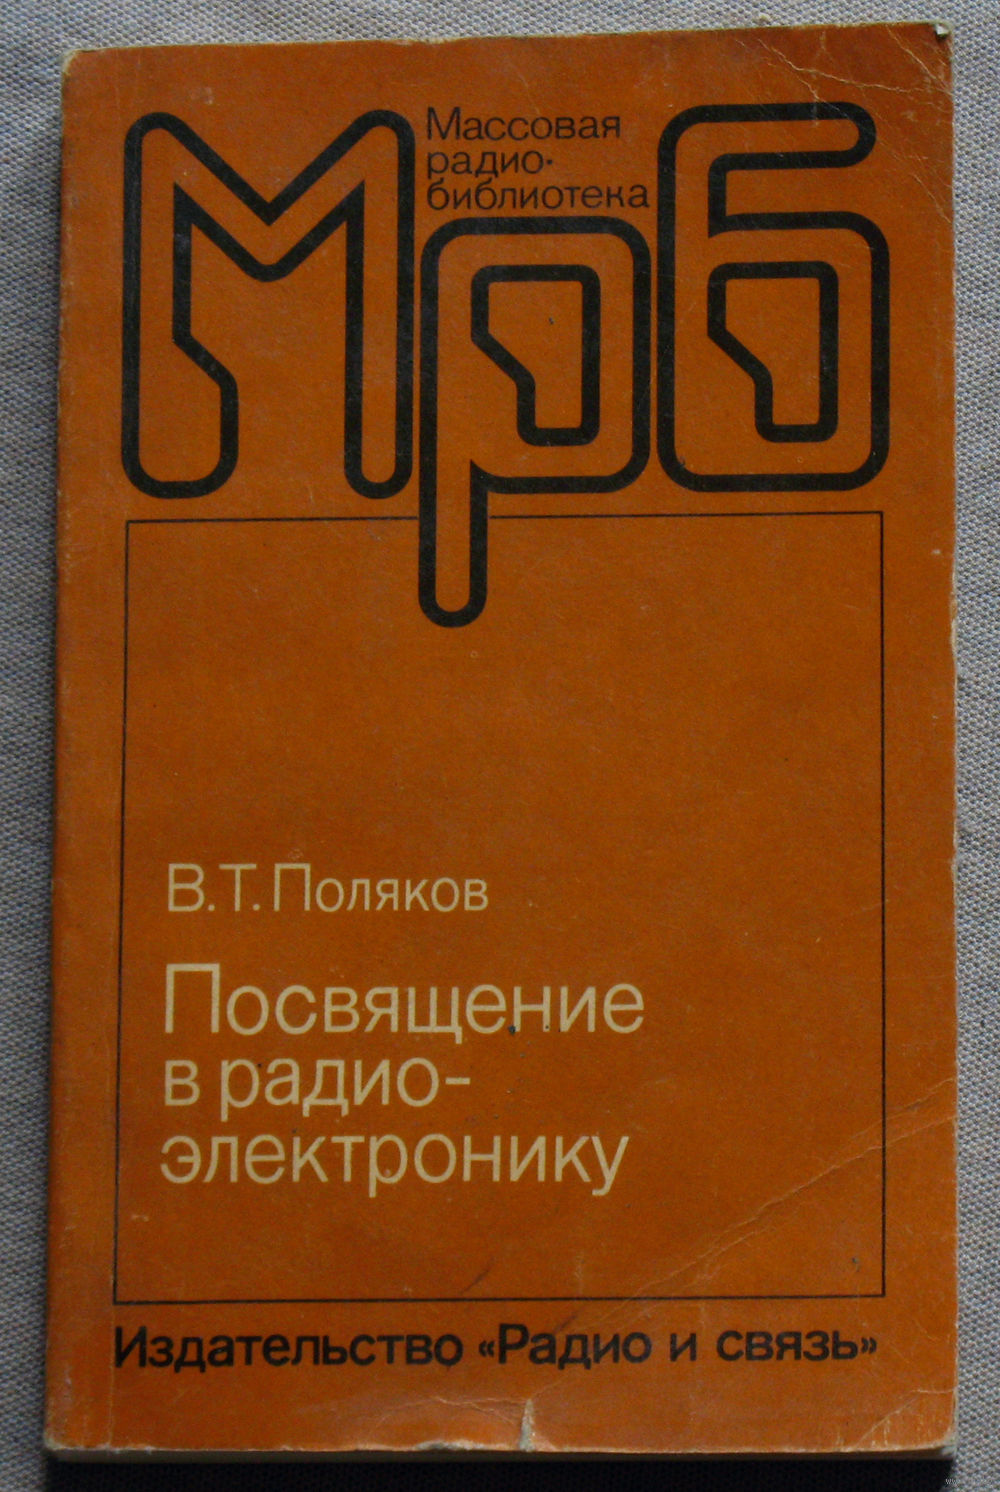 Массовая
радио-
библиотека
Мрб
В.Т.Поляков
Посвящение
в радио-
электронику
Издательство «Радио и связь»